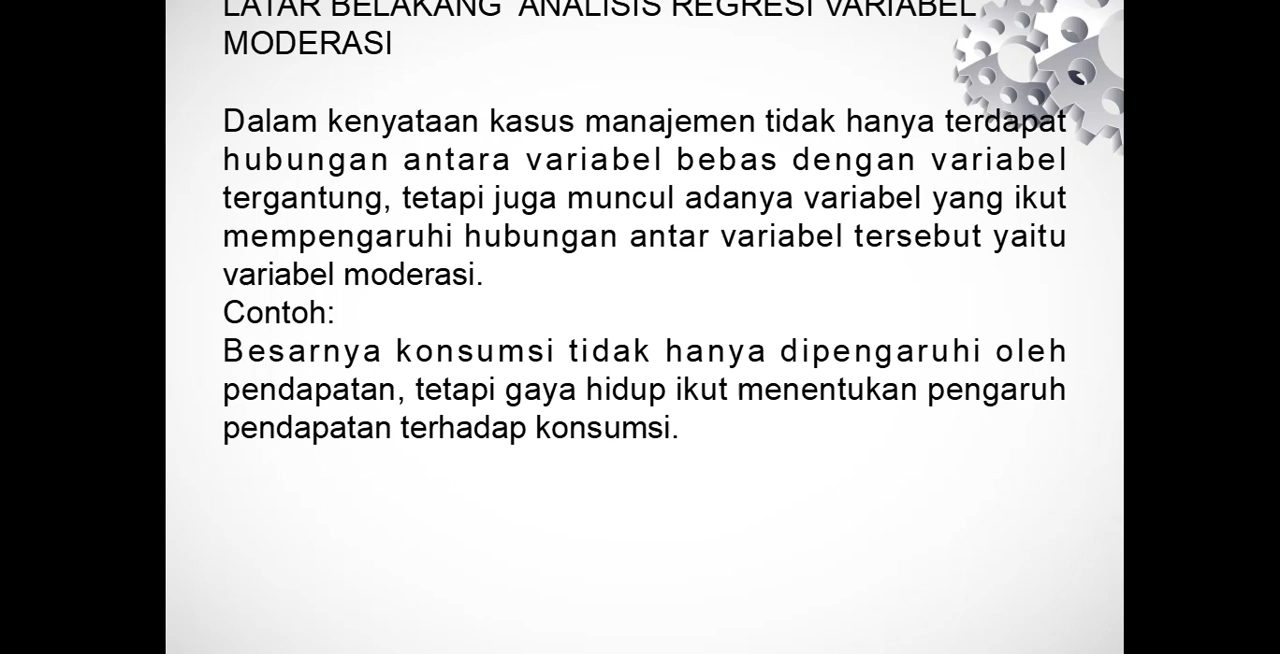 LATAR BELAKANG ANALISIS REGRESI VARIABEL
MODERASI
Dalam kenyataan kasus manajemen tidak hanya terdapat
hubungan antara variabel bebas dengan variabel
tergantung, tetapi juga muncul adanya variabel yang ikut
mempengaruhi hubungan antar variabel tersebut yaitu
variabel moderasi.
Contoh:
Besarnya konsumsi tidak hanya dipengaruhi oleh
pendapatan, tetapi gaya hidup ikut menentukan pengaruh
pendapatan terhadap konsumsi.